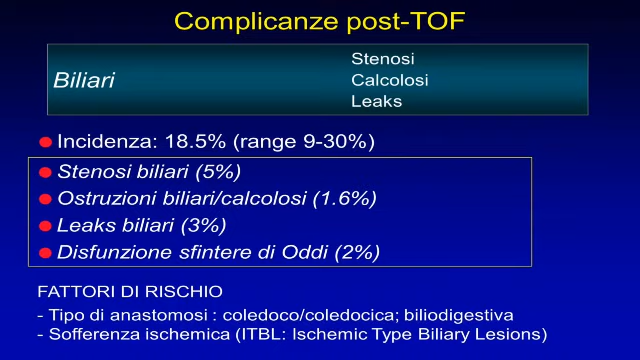 Complicanze post-TOF
Biliari
Stenosi
Calcolosi
Leaks
Incidenza: 18.5% (range 9-30%)
Stenosi biliari (5%)
Ostruzioni biliari/calcolosi (1.6%)
Leaks biliari (3%)
Disfunzione sfintere di Oddi (2%)
FATTORI DI RISCHIO
- Tipo di anastomosi : coledoco/coledocica; biliodigestiva
- Sofferenza ischemica (ITBL: Ischemic Type Biliary Lesions)